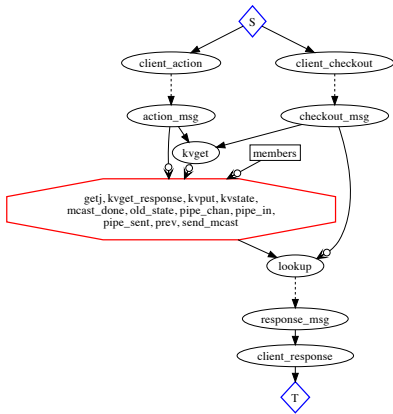 S
client_action
client_checkout
action_msg
checkout_msg
kvget
members
getj, kvget_response, kvput, kvstate,
mcast_done, old_state, pipe_chan, pipe_in,
pipe_sent, prev, send_mcast
lookup
response_msg
client_response
T